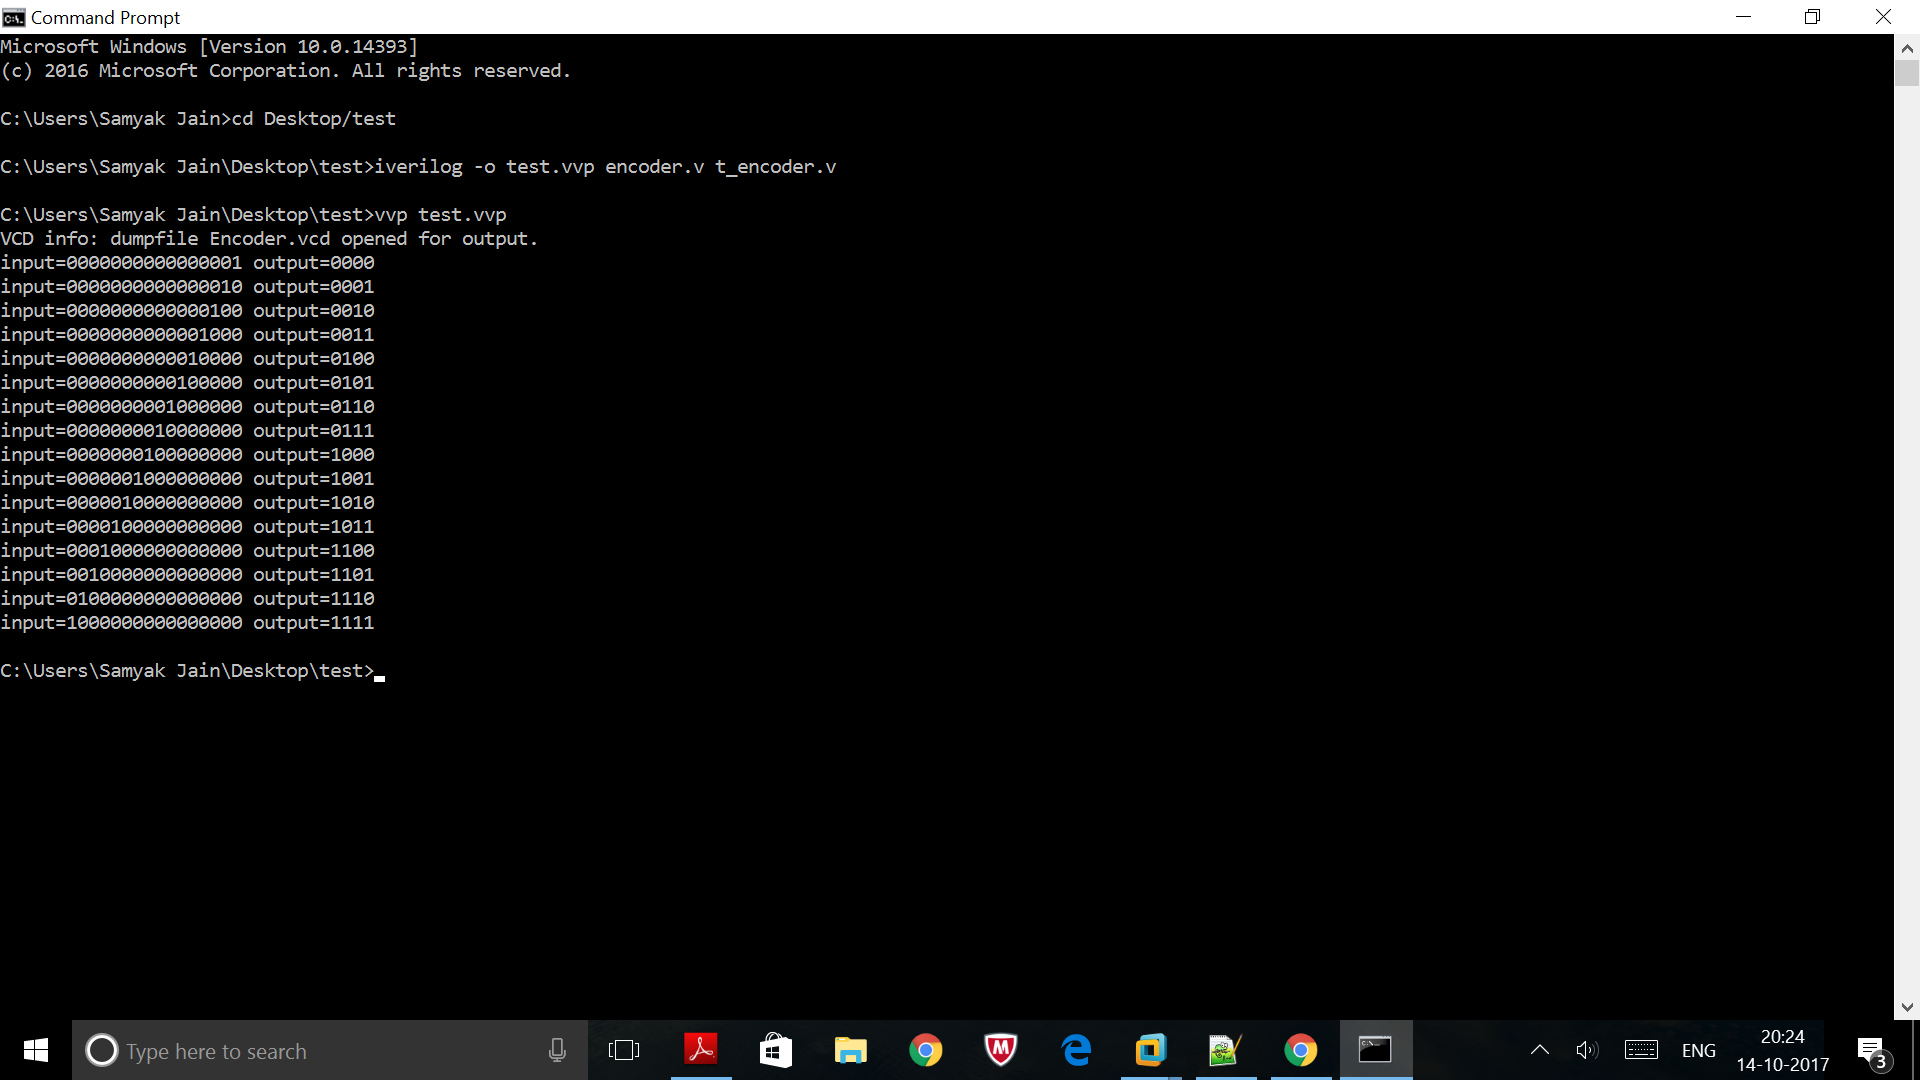 Command Prompt
Microsoft Windows [Version 10.0.14393]
(c) 2016 Microsoft Corporation. All rights reserved.
C:\Users\Samyak Jain>cd Desktop/test
C:\Users\Samyak Jain\Desktop\test>iverilog -o test.vvp encoder.v t_encoder.v
C:\Users\Samyak Jain\Desktop\test>vvp test.vvp
VCD info: dumpfile Encoder.vcd opened for output.
input=0000000000000001 output=0000
input=0000000000000010 output=0001
input=0000000000000100 output=0010
input=0000000000001000 output=0011
input=0000000000010000 output=0100
input=0000000000100000 output=0101
input=0000000001000000 output=0110
input=0000000010000000 output=0111
input=0000000100000000 output=1000
input=0000001000000000 output=1001
input=0000010000000000 output=1010
input=0000100000000000 output=1011
input=0001000000000000 output=1100
input=0010000000000000 output=1101
input=0100000000000000 output=1110
input=1000000000000000 output=1111
C:\Users\Samyak Jain\Desktop\test>
Type here to search
ENG
20:24
14-10-2017
3